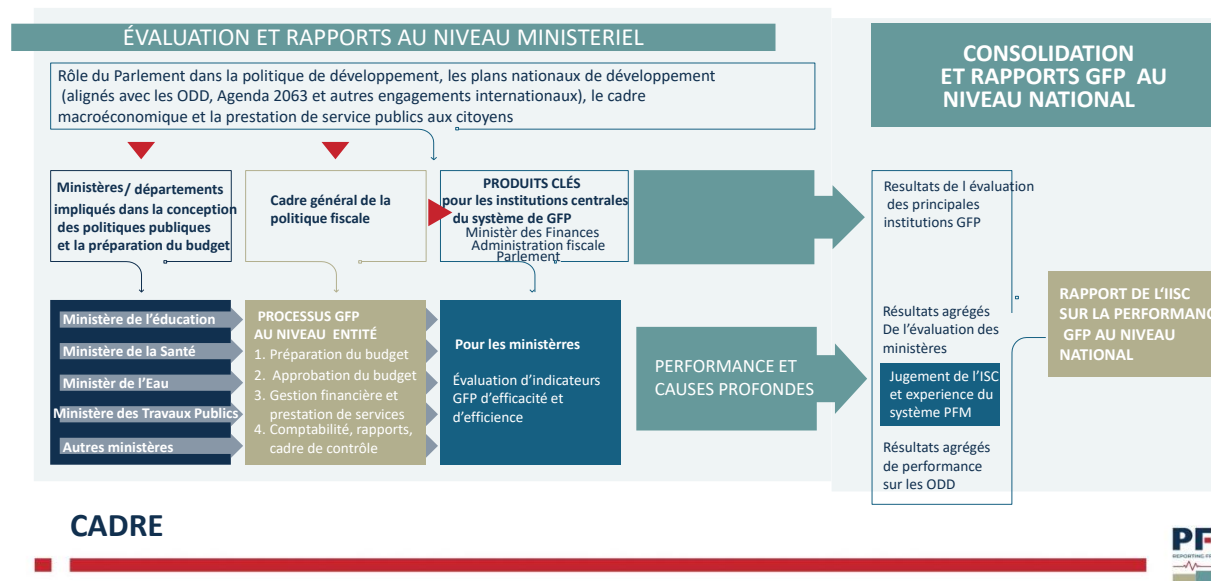 ÉVALUATION ET RAPPORTS AU NIVEAU MINISTERIEL
Rôle du Parlement dans la politique de développement, les plans nationaux de développement
(alignés avec les ODD, Agenda 2063 et autres engagements internationaux), le cadre
macroéconomique et la prestation de service publics aux citoyens
Ministères/ départements
impliqués dans la conception
des politiques publiques
et la préparation du budget
Cadre général de la
politique fiscale
PRODUITS CLÉS
pour les institutions centrales
du système de GFP
Ministèr des Finances
Administration fiscale
Parlement
Ministère de l'éducation
Ministère de la Santé
Ministèr de l'Eau
Ministère des Travaux Publics
Autres ministères
PROCESSUS GFP
AU NIVEAU ENTITÉ
1. Préparation du budget
2. Approbation du budget
3. Gestion financière et
prestation de services
4. Comptabilité, rapports,
cadre de contrôle
Pour les ministèrres
Évaluation d'indicateurs
GFP d'efficacité et
d'efficience
PERFORMANCE ET
CAUSES PROFONDES
CONSOLIDATION
ET RAPPORTS GFP AU
NIVEAU NATIONAL
Resultats de l évaluation
des principales
institutions GFP
Résultats agrégés
De l'évaluation des
ministères
Jugement de l'ISC
et experience du
système PFM
Résultats agrégés
de performance
sur les ODD
RAPPORT DE L'IISC
SUR LA PERFORMANC
GFP AU NIVEAU
NATIONAL
CADRE
PF